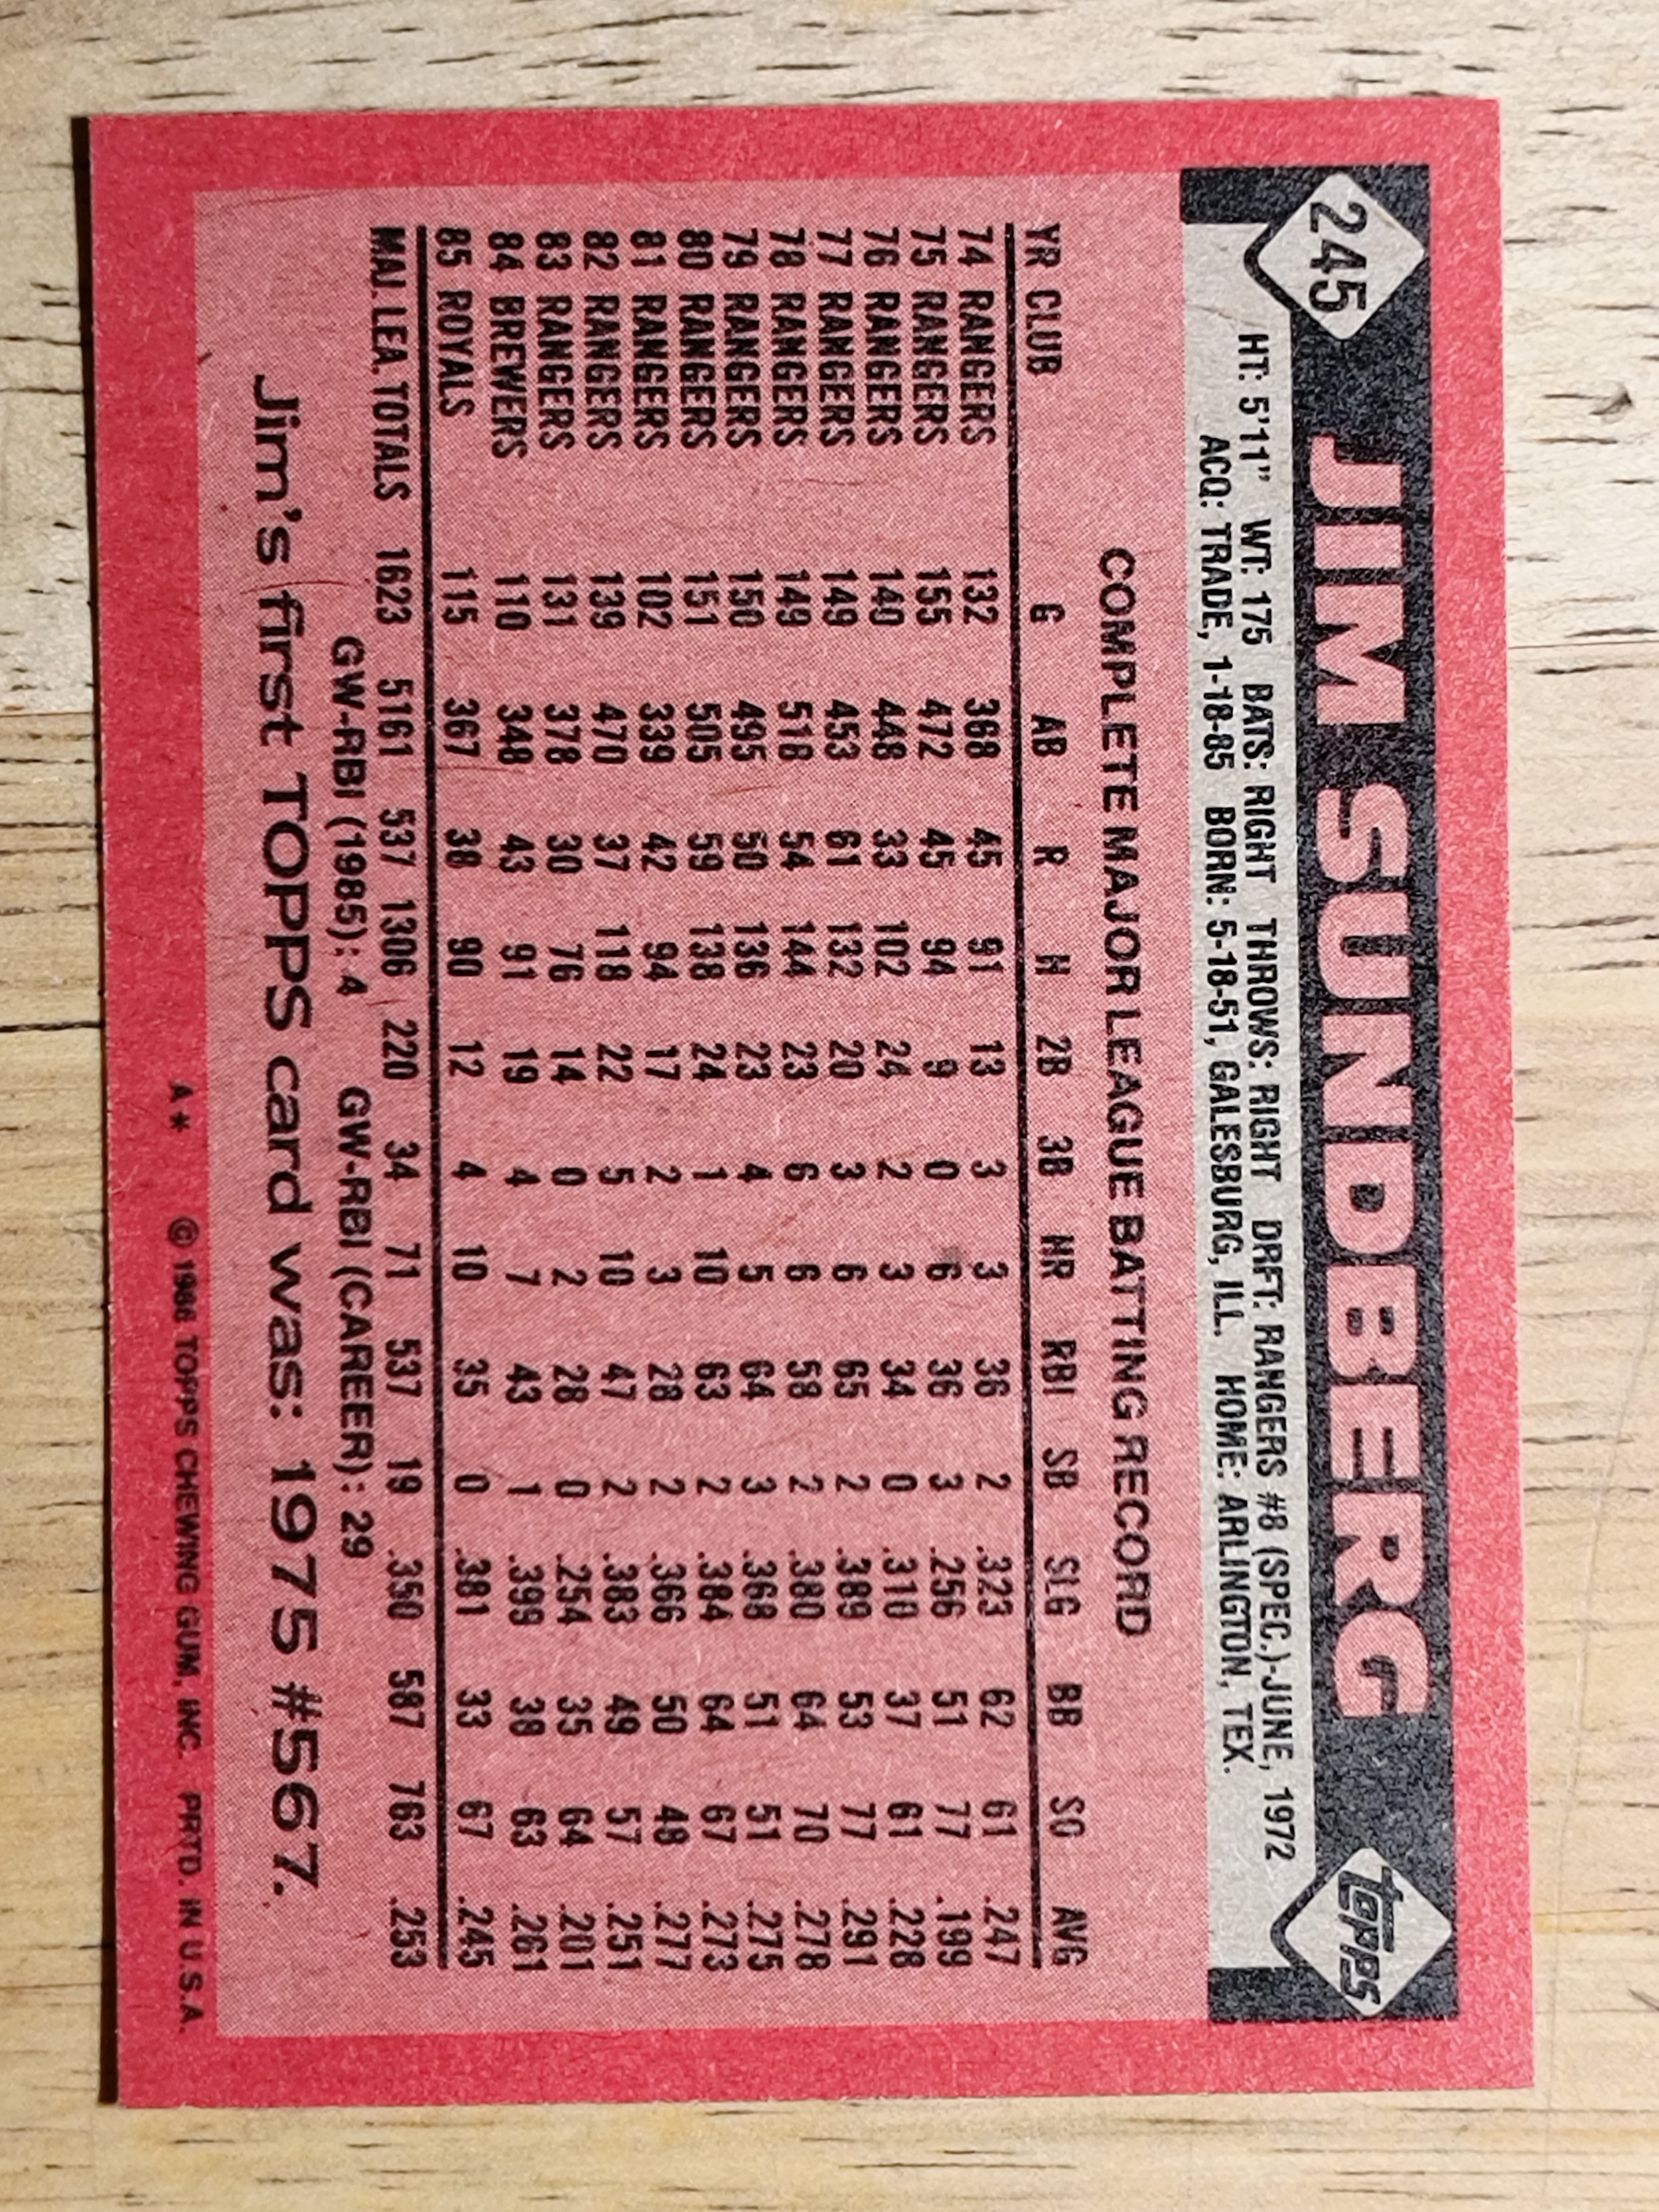 245 JIM SUNDBERG topps
HT: 5'11" WT: 175 BATS: RIGHT THROWS: RIGHT DRFT: RANGERS #8 (SPEC.)-JUNE, 1972
ACQ: TRADE, 1-18-85 BORN: 5-18-51, GALESBURG, ILL. HOME: ARLINGTON, TEX.
COMPLETE MAJOR LEAGUE BATTING RECORD
YR CLUB G AB R H 2B 3B HR RBI SB SLG BB SO AVG
74 RANGERS 132 368 45 91 13 3 3 36 2 .323 62 61 .247
75 RANGERS 155 472 45 94 9 0 6 36 3 .256 51 77 .199
76 RANGERS 140 448 33 102 24 2 3 34 0 .310 37 61 .228
77 RANGERS 149 453 61 132 20 3 6 65 2 .389 53 77 .291
78 RANGERS 149 518 54 144 23 6 6 58 2 .380 64 70 .278
79 RANGERS 150 495 50 136 23 4 5 64 3 .368 51 51 .275
80 RANGERS 151 505 59 138 24 1 10 63 2 .384 64 67 .273
81 RANGERS 102 339 42 94 17 2 3 28 2 .366 50 48 .277
82 RANGERS 139 470 37 118 22 5 10 47 2 .383 49 57 .251
83 RANGERS 131 378 30 76 14 0 2 28 0 .254 35 64 .201
84 BREWERS 110 348 43 91 19 4 7 43 1 .399 38 63 .261
85 ROYALS 115 367 38 90 12 4 10 35 0 .381 33 67 .245
MAJ. LEA. TOTALS 1623 5161 537 1306 220 34 71 537 19 .350 587 763 .253
GW-RBI (1985): 4 GW-RBI (CAREER): 29
Jim's first TOPPS card was: 1975 #567.
A* © 1986 TOPPS CHEWING GUM, INC. PRTD. IN U.S.A.